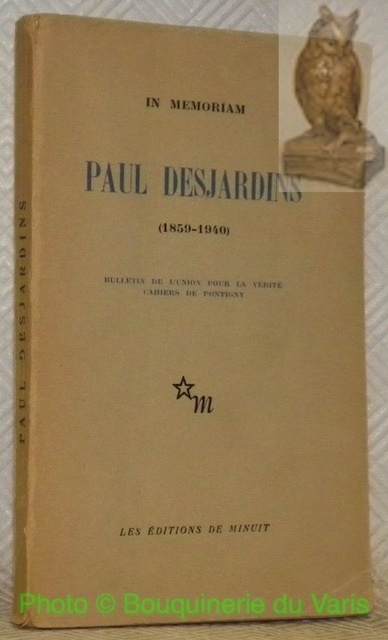 IN MEMORIAM
PAUL DESJARDINS
(1859-1940)
BULLETIN DE L'UNION POUR LA VÉRITÉ
CAHIERS DE PONTIGNY
m
LES ÉDITIONS DE MINUIT
PAUL DESJARDINS
Photo © Bouquinerie du Varis